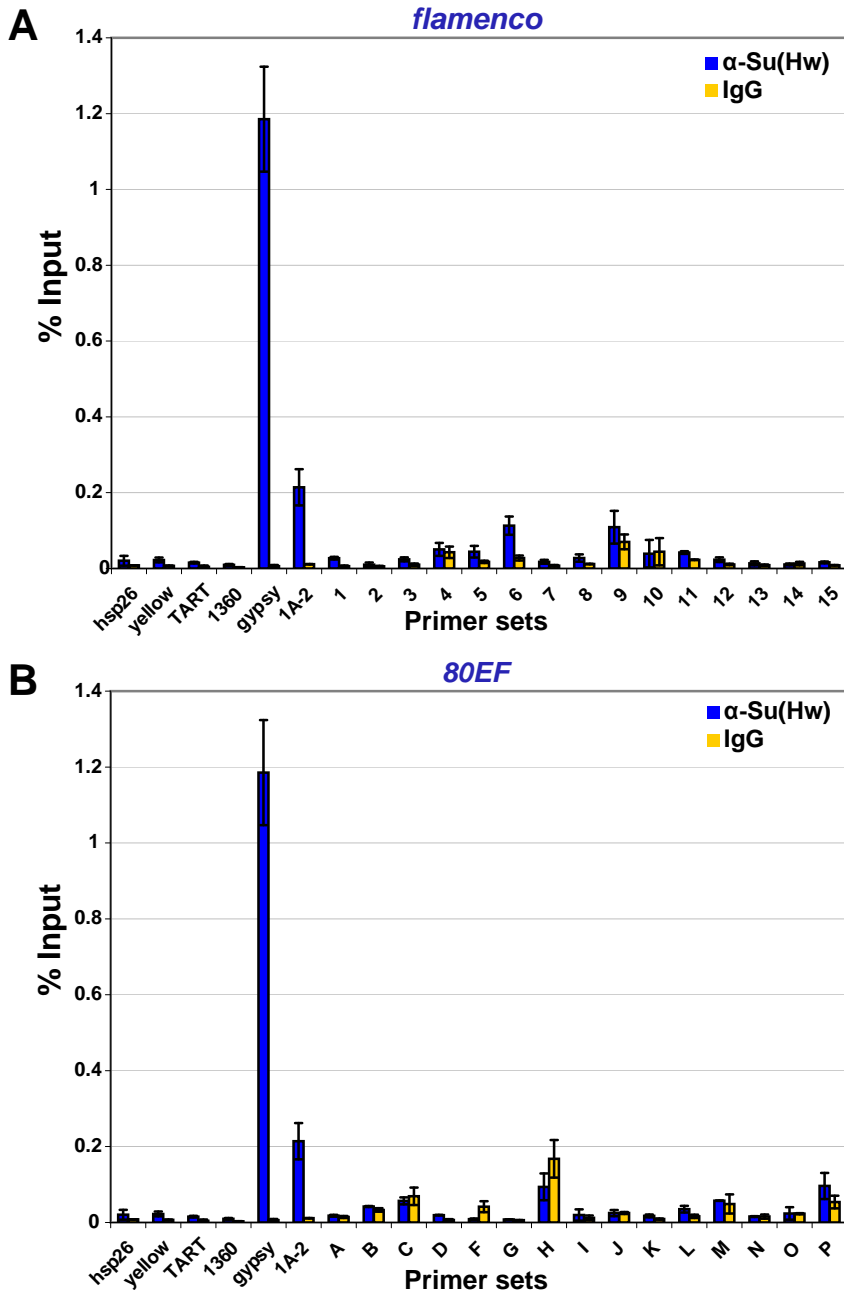 A
flamenco
1.4
1.2
1
0.8
0.6
0.4
0.2
0
% Input
α-Su(Hw)
IgG
hsp26 yellow TART 1360 gypsy 1A-2 1 2 3 4 5 6 7 8 9 10 11 12 13 14 15
Primer sets
B
80EF
1.4
1.2
1
0.8
0.6
0.4
0.2
0
% Input
α-Su(Hw)
IgG
hsp26 yellow TART 1360 gypsy 1A-2 A B C D F G H I J K L M N O P
Primer sets